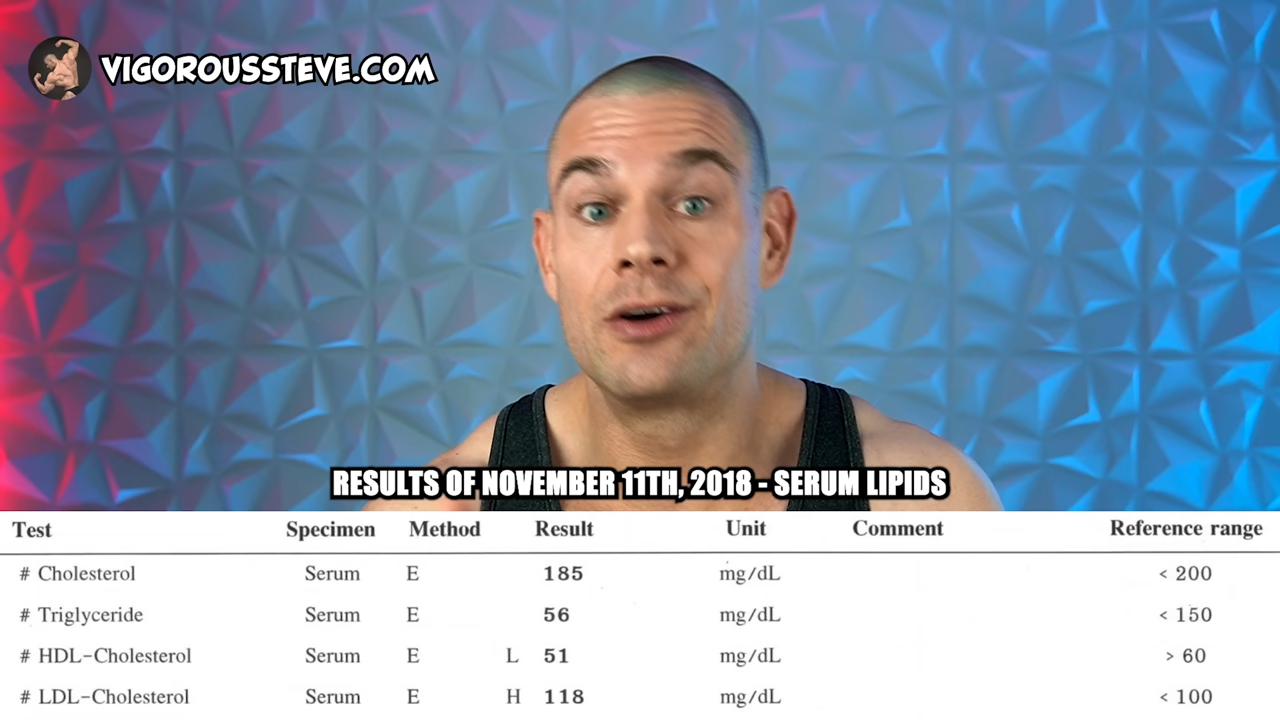 VIGOROUSSTEVE.COM
RESULTS OF NOVEMBER 11TH, 2018 - SERUM LIPIDS
Test Specimen Method Result Unit Comment Reference range
# Cholesterol Serum E 185 mg/dL < 200
# Triglyceride Serum E 56 mg/dL < 150
# HDL-Cholesterol Serum E L 51 mg/dL > 60
# LDL-Cholesterol Serum E H 118 mg/dL < 100